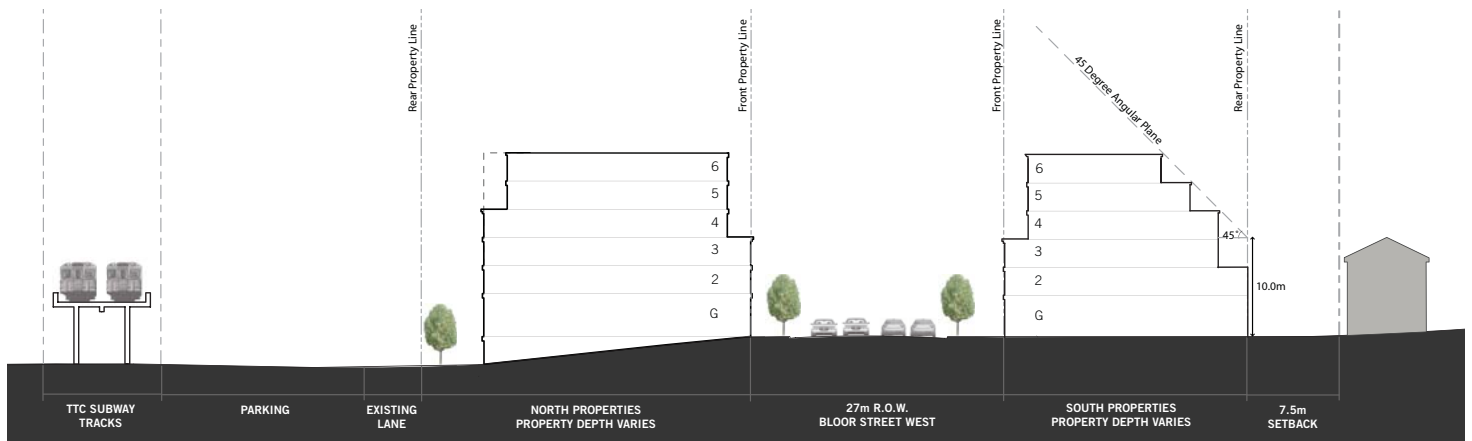 Rear Property Line
Front Property Line
Front Property Line
Rear Property Line
45 Degree Angular Plane
6
5
4
3
2
G
6
5
4
3
2
G
45°
10.0m
TTC SUBWAY
TRACKS
PARKING
EXISTING
LANE
NORTH PROPERTIES
PROPERTY DEPTH VARIES
27m R.O.W.
BLOOR STREET WEST
SOUTH PROPERTIES
PROPERTY DEPTH VARIES
7.5m
SETBACK